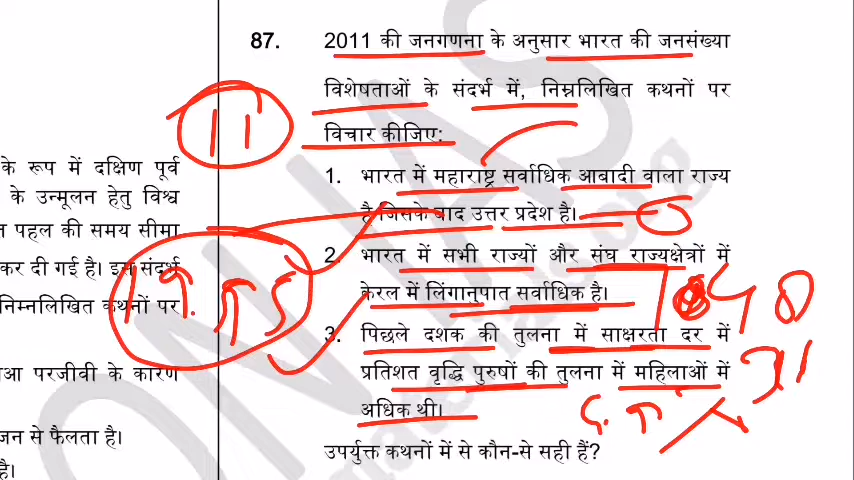 87. 2011 की जनगणना के अनुसार भारत की जनसंख्या
विशेषताओं के संदर्भ में, निम्नलिखित कथनों पर
विचार कीजिए:
1. भारत में महाराष्ट्र सर्वाधिक आबादी वाला राज्य
है जिसके बाद उत्तर प्रदेश है।
2. भारत में सभी राज्यों और संघ राज्यक्षेत्रों में
केरल में लिंगानुपात सर्वाधिक है।
3. पिछले दशक की तुलना में साक्षरता दर में
प्रतिशत वृद्धि पुरुषों की तुलना में महिलाओं में
अधिक थी।
उपर्युक्त कथनों में से कौन-से सही हैं?
के रूप में दक्षिण पूर्व
के उन्मूलन हेतु विश्व
पहल की समय सीमा
कर दी गई है। इस संदर्भ
निम्नलिखित कथनों पर
परजीवी के कारण
से फैलता है।
है।
11